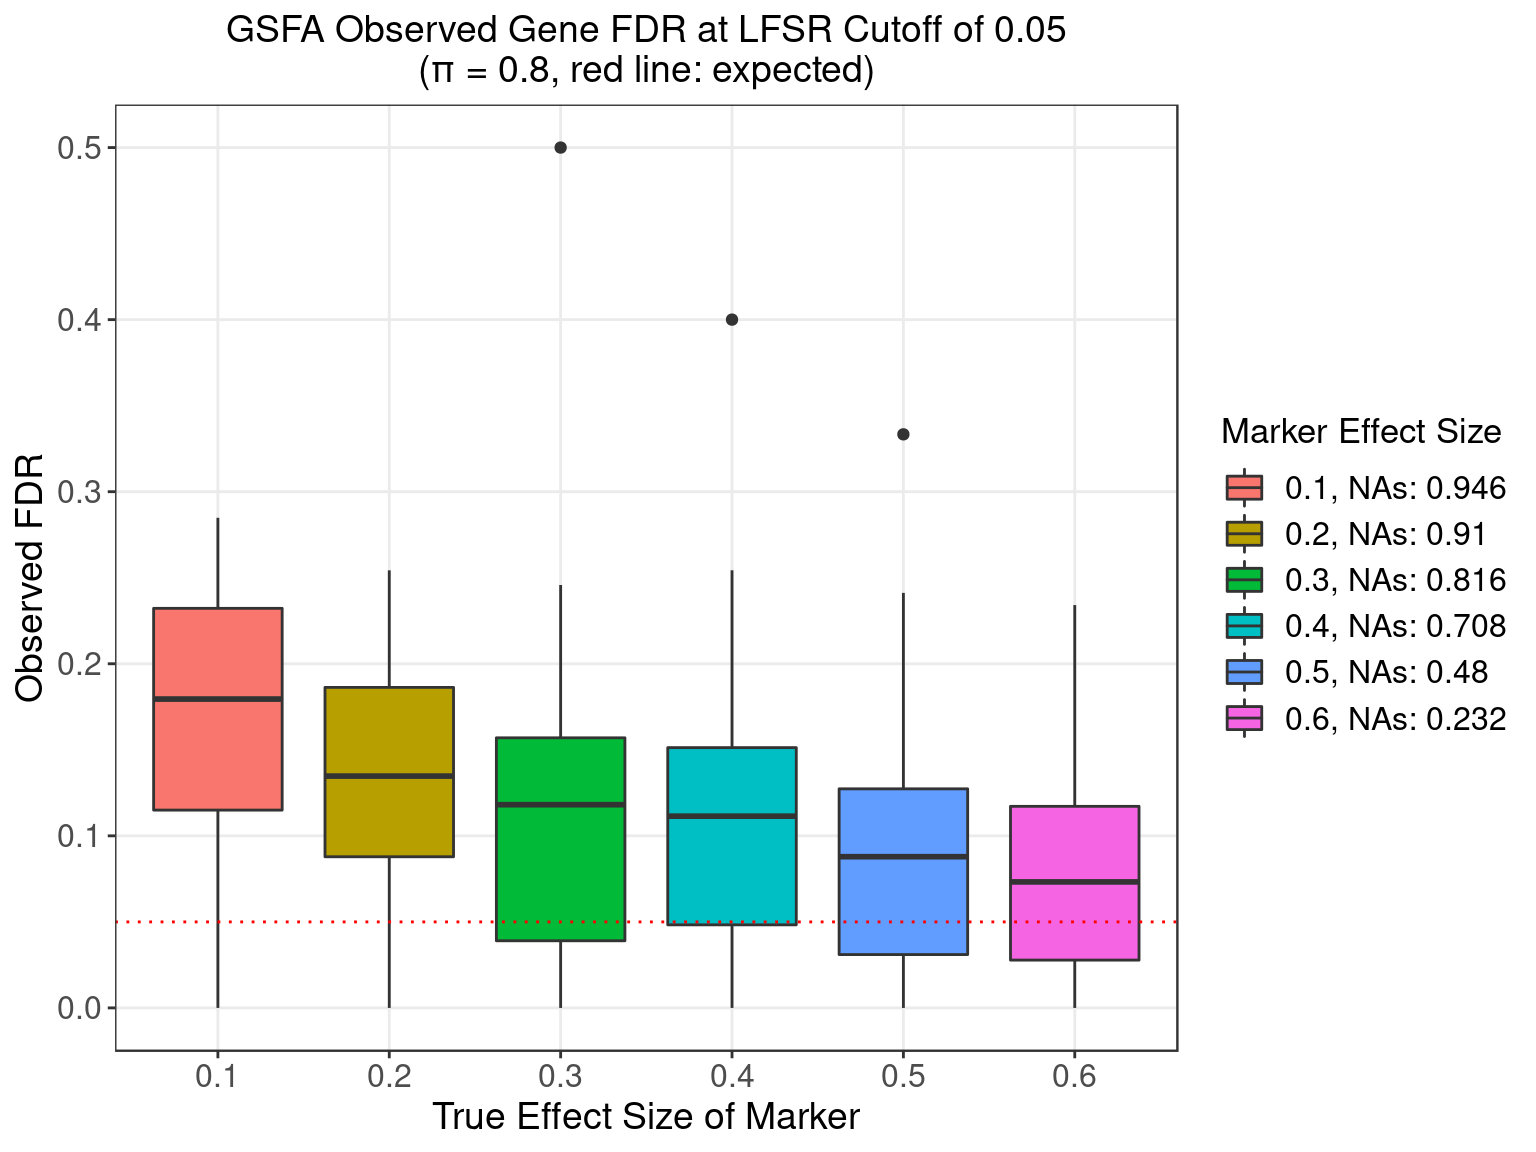 GSFA Observed Gene FDR at LFSR Cutoff of 0.05
(π = 0.8, red line: expected)
Observed FDR
0.5
0.4
0.3
0.2
0.1
0.0
0.1
0.2
0.3
0.4
0.5
0.6
True Effect Size of Marker
Marker Effect Size
0.1, NAs: 0.946
0.2, NAs: 0.91
0.3, NAs: 0.816
0.4, NAs: 0.708
0.5, NAs: 0.48
0.6, NAs: 0.232